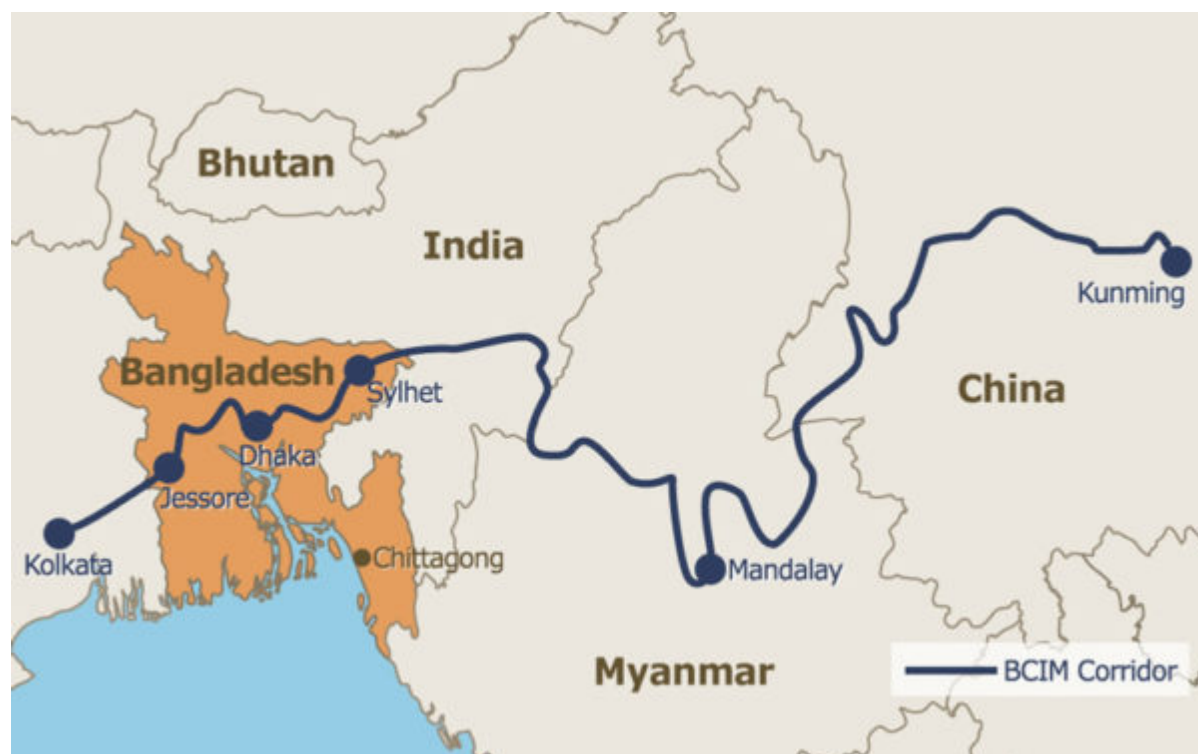 Bhutan
India
Kunming
Bangladesh
Sylhet
China
Dhaka
Jessore
Kolkata
Chittagong
Mandalay
Myanmar
BCIM Corridor